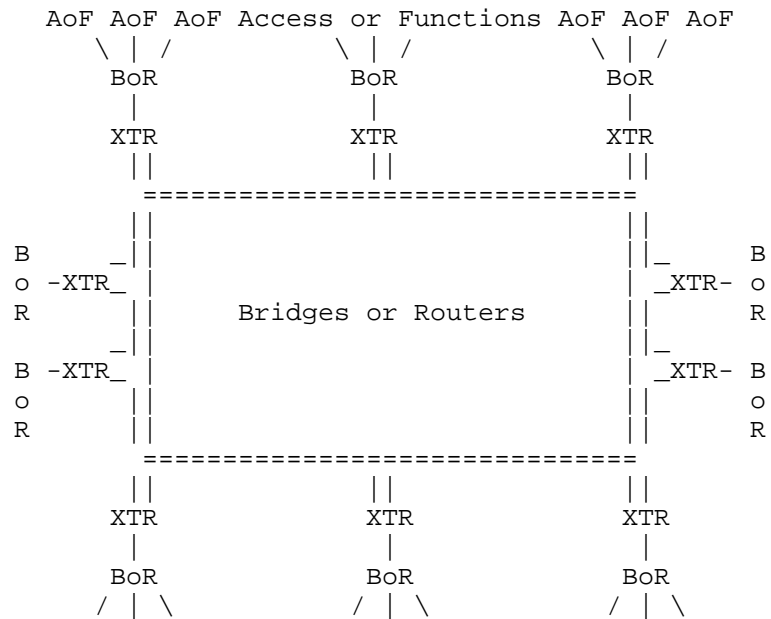 AoF AoF AoF Access or Functions AoF AoF AoF
BoR BoR BoR
XTR XTR XTR
B B
o -XTR_ _XTR- o
R Bridges or Routers R
B -XTR_ _XTR- B
o o
R R
XTR XTR XTR
BoR BoR BoR